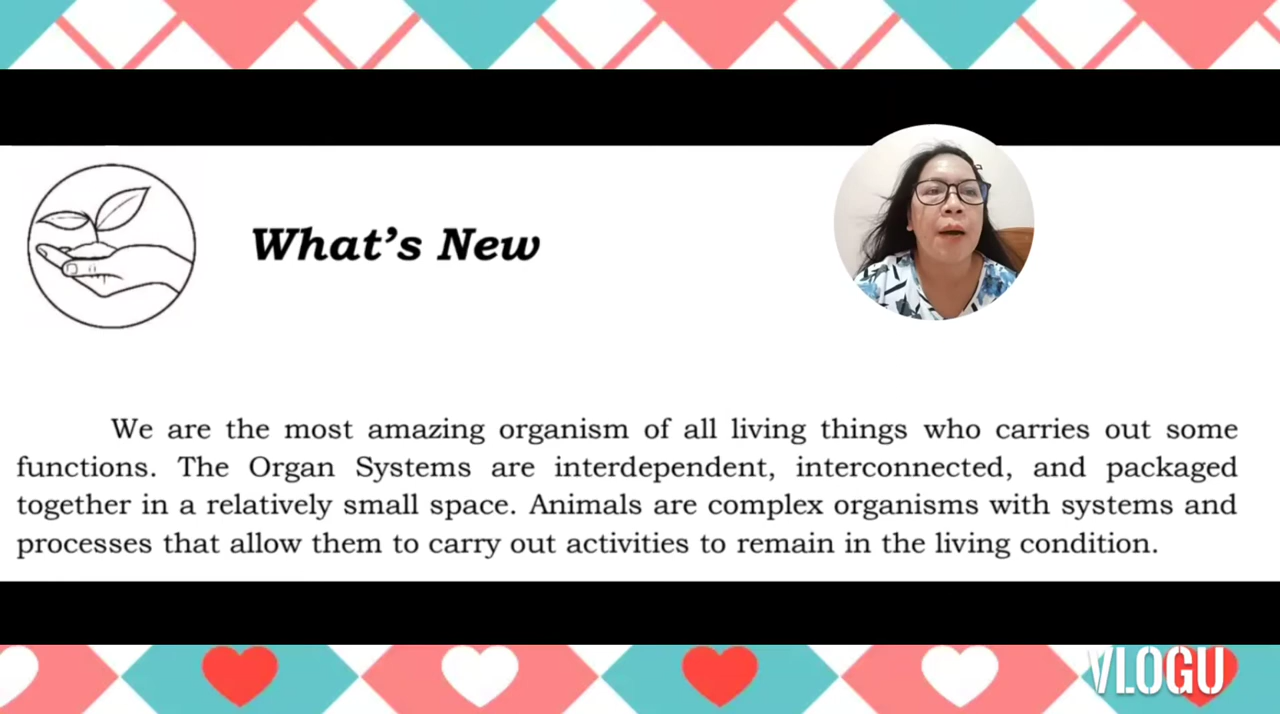 What's New
We are the most amazing organism of all living things who carries out some
functions. The Organ Systems are interdependent, interconnected, and packaged
together in a relatively small space. Animals are complex organisms with systems and
processes that allow them to carry out activities to remain in the living condition.
VLOGU